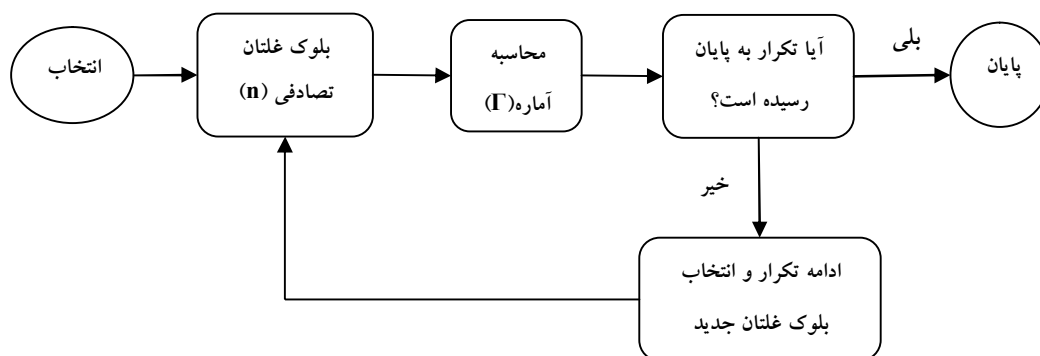 انتخاب
بلوک غلتان
تصادفی (n)
محاسبه
آماره(Γ)
آیا تکرار به پایان
رسیده است؟
بلی
پایان
خیر
ادامه تکرار و انتخاب
بلوک غلتان جدید